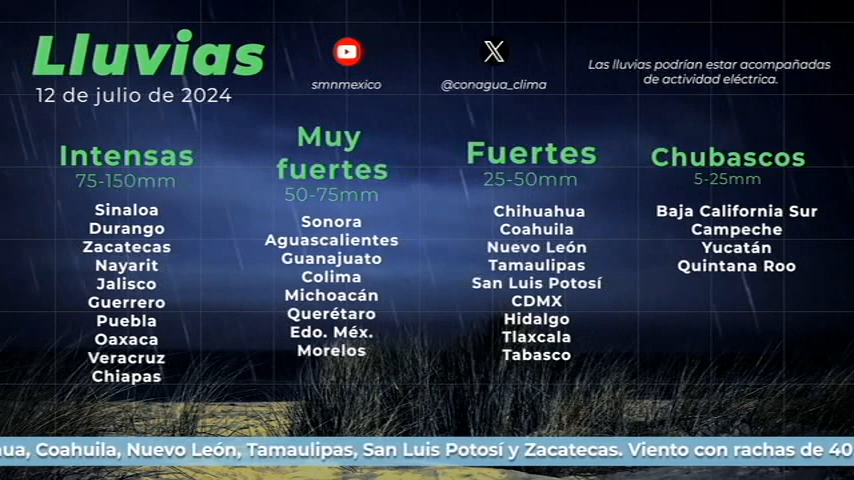 Lluvias
12 de julio de 2024
smnmexico
@conagua_clima
Las lluvias podrían estar acompañadas
de actividad eléctrica.
Intensas
75-150mm
Sinaloa
Durango
Zacatecas
Nayarit
Jalisco
Guerrero
Puebla
Oaxaca
Veracruz
Chiapas
Muy
fuertes
50-75mm
Sonora
Aguascalientes
Guanajuato
Colima
Michoacán
Querétaro
Edo. Méx.
Morelos
Fuertes
25-50mm
Chihuahua
Coahuila
Nuevo León
Tamaulipas
San Luis Potosí
CDMX
Hidalgo
Tlaxcala
Tabasco
Chubascos
5-25mm
Baja California Sur
Campeche
Yucatán
Quintana Roo
ua, Coahuila, Nuevo León, Tamaulipas, San Luis Potosí y Zacatecas. Viento con rachas de 40